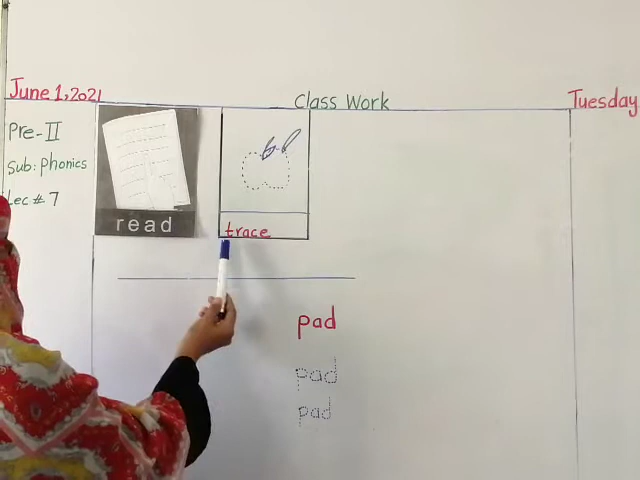 June 1, 2021
Class Work
Tuesday
Pre-II
Sub: Phonics
Lec # 7
read
trace
pad
pad
pad